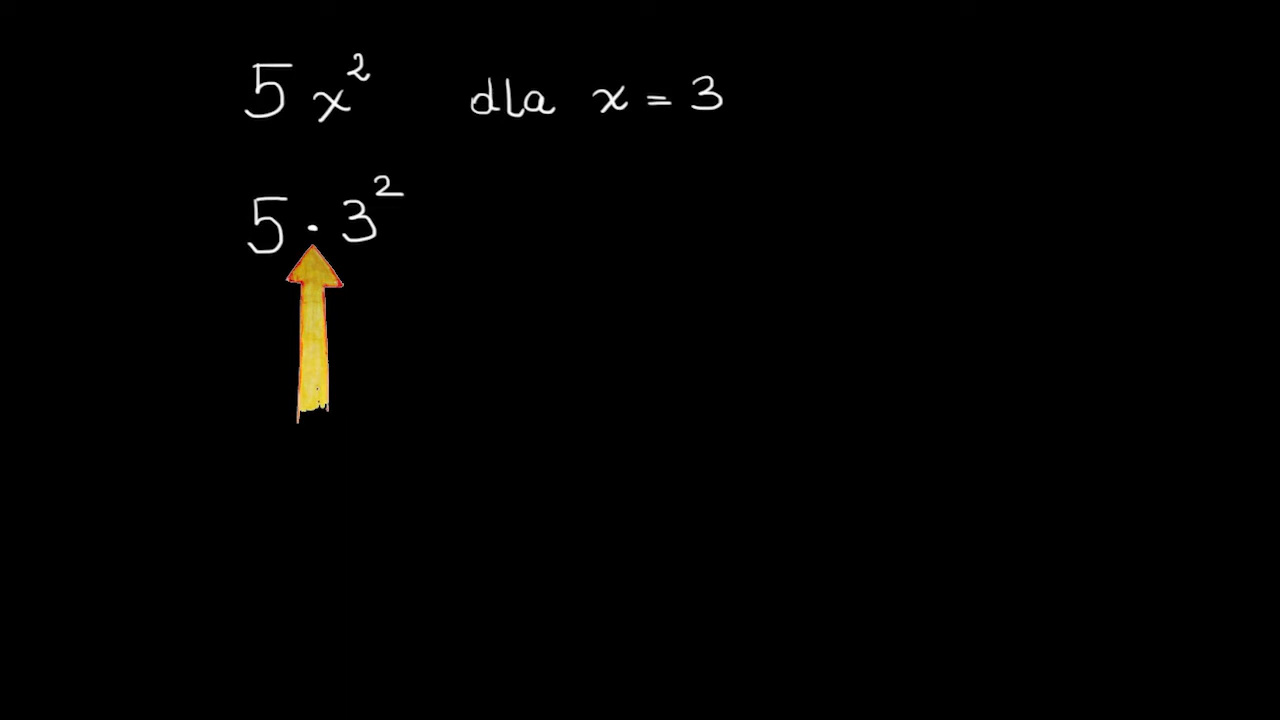 5x² dla x = 3
5 · 3²